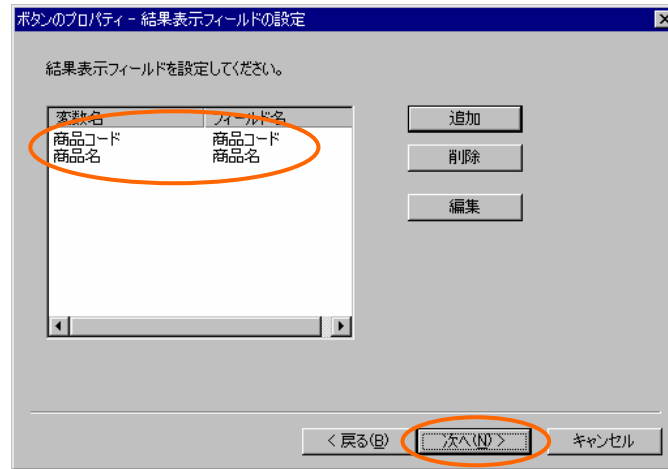 ボタンのプロパティ - 結果表示フィールドの設定
結果表示フィールドを設定してください。
変数名 フィールド名
商品コード 商品コード
商品名 商品名
追加
削除
編集
< 戻る(B) 次へ(N) > キャンセル